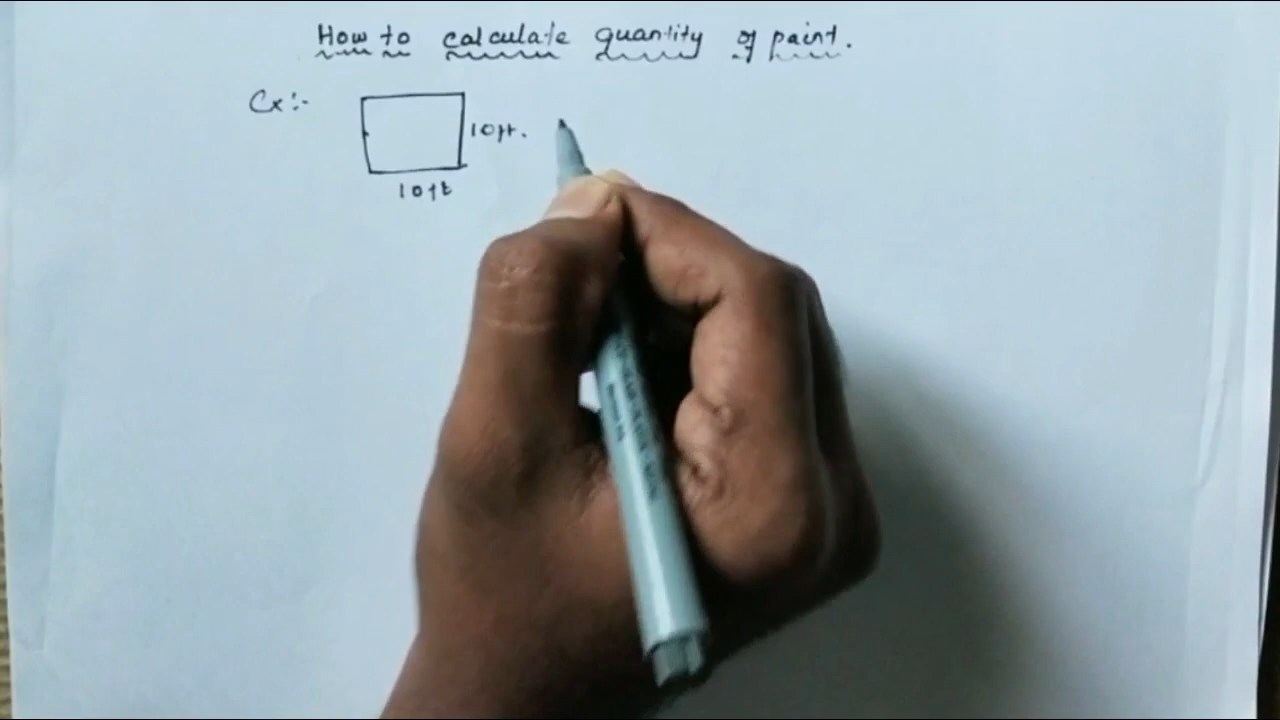 How to calculate quantity of paint.
Ex:-
10ft.
10ft